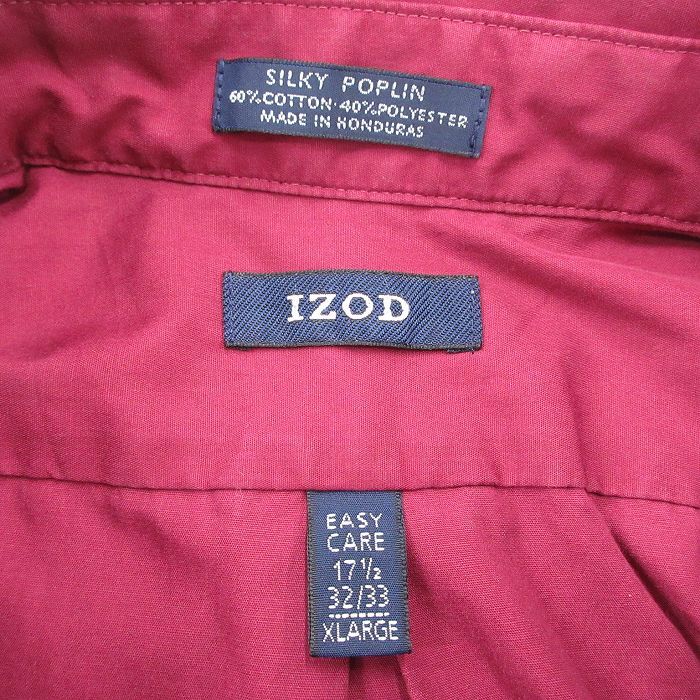 SILKY POPLIN
60%COTTON·40%POLYESTER
MADE IN HONDURAS
IZOD
EASY
CARE
17 ½
32/33
XLARGE